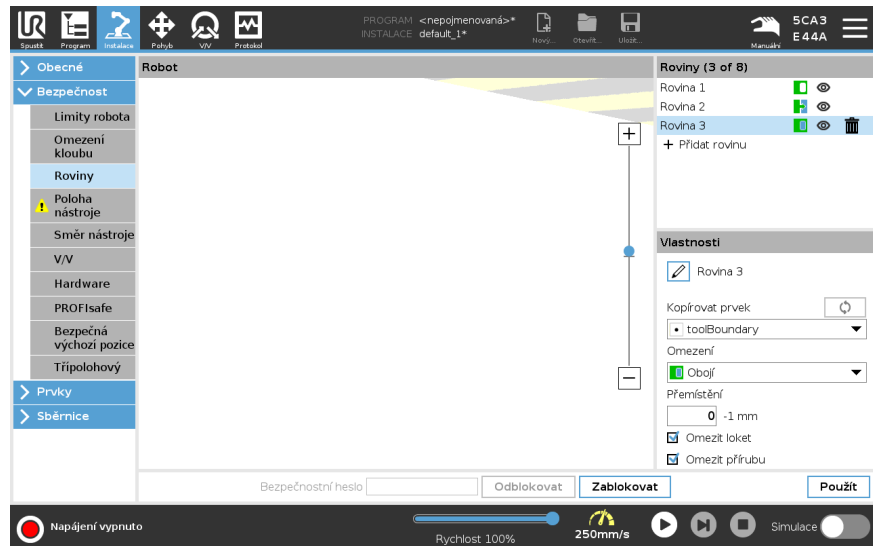 PROGRAM <nepojmenovaná>*
INSTALACE default_1*
Spustit Program Instalace Pohyb V/V Protokol
Nový... Otevřít... Uložit...
Manuální
5CA3
E44A
Obecné
Bezpečnost
Limity robota
Omezení
kloubu
Roviny
Poloha
nástroje
Směr nástroje
V/V
Hardware
PROFIsafe
Bezpečná
výchozí pozice
Třípolohový
Prvky
Sběrnice
Robot
Roviny (3 of 8)
Rovina 1
Rovina 2
Rovina 3
Přidat rovinu
Vlastnosti
Rovina 3
Kopírovat prvek
toolBoundary
Omezení
Obojí
Přemístění
0 -1 mm
Omezit loket
Omezit přírubu
Bezpečnostní heslo Odblokovat Zablokovat Použít
Napájení vypnuto
Rychlost 100%
250mm/s
Simulace